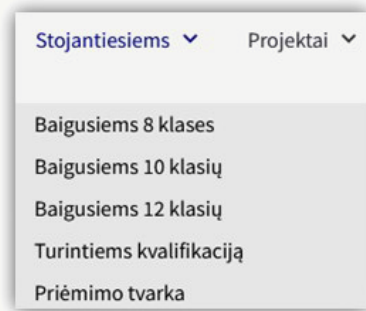 Stojantiesiems Projektai
Baigusiems 8 klases
Baigusiems 10 klasių
Baigusiems 12 klasių
Turintiems kvalifikaciją
Priėmimo tvarka